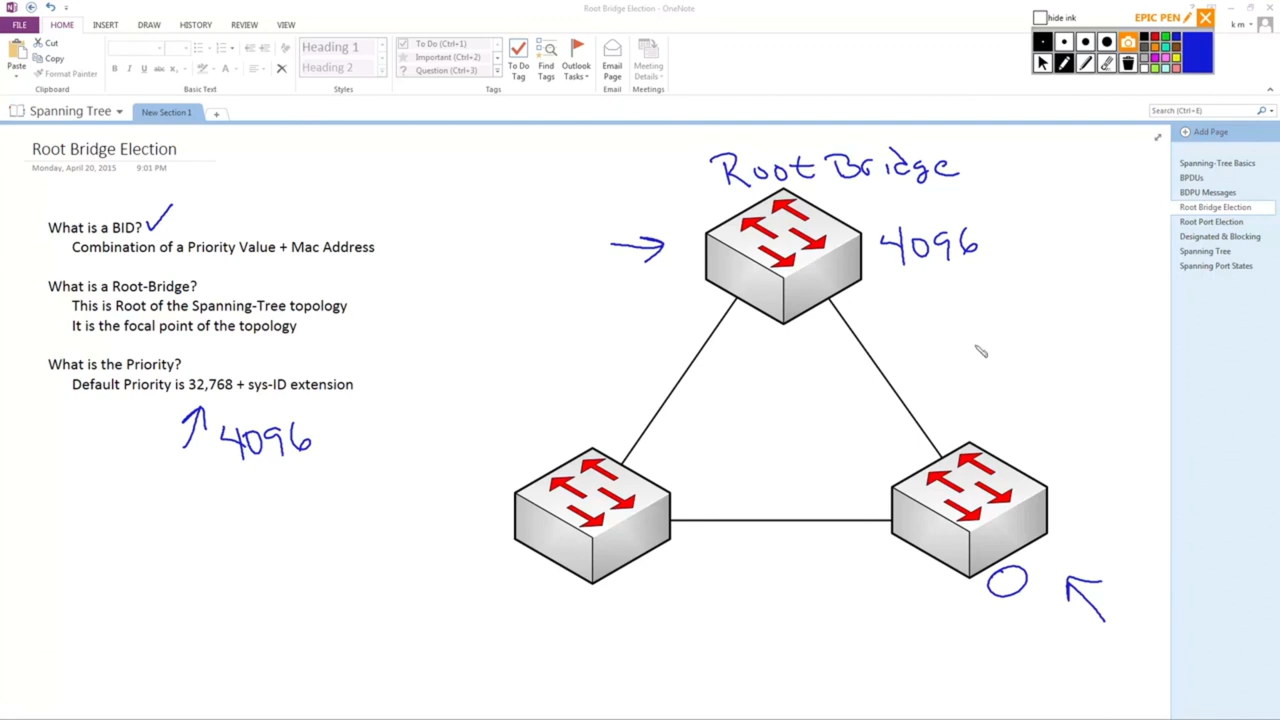 Root Bridge Election - OneNote
hide ink
EPIC PEN
FILE HOME INSERT DRAW HISTORY REVIEW VIEW
k m
Paste
Cut
Copy
Format Painter
Clipboard
B I U abc x
Basic Text
Heading 1
Heading 2
Styles
To Do (Ctrl+1)
Important (Ctrl+2)
Question (Ctrl+3)
To Do
Tag
Find
Tags
Tags
Outlook
Tasks
Email
Page
Email
Meeting
Details
Meetings
Spanning Tree
New Section 1
Search (Ctrl+E)
Root Bridge Election
Monday, April 20, 2015 9:01 PM
What is a BID?
Combination of a Priority Value + Mac Address
What is a Root-Bridge?
This is Root of the Spanning-Tree topology
It is the focal point of the topology
What is the Priority?
Default Priority is 32,768 + sys-ID extension
4096
Root Bridge
4096
0
Add Page
Spanning-Tree Basics
BPDUs
BDPU Messages
Root Bridge Election
Root Port Election
Designated & Blocking
Spanning Tree
Spanning Port States